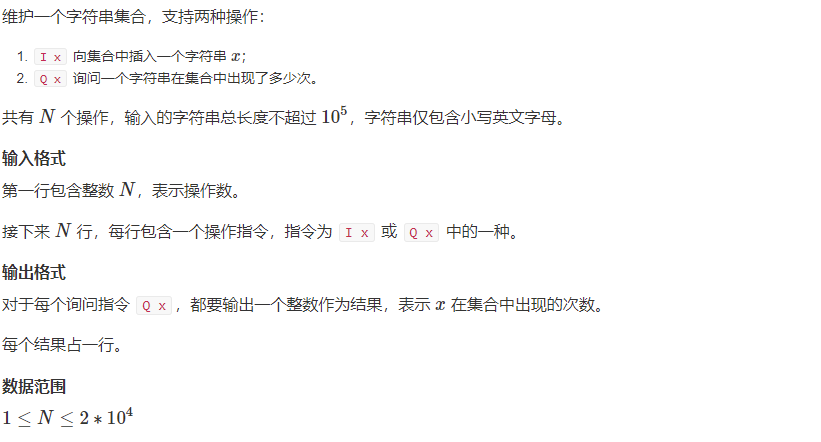 维护一个字符串集合，支持两种操作：
1. I x 向集合中插入一个字符串 x；
2. Q x 询问一个字符串在集合中出现了多少次。
共有 N 个操作，输入的字符串总长度不超过 10^5，字符串仅包含小写英文字母。
输入格式
第一行包含整数 N，表示操作数。
接下来 N 行，每行包含一个操作指令，指令为 I x 或 Q x 中的一种。
输出格式
对于每个询问指令 Q x，都要输出一个整数作为结果，表示 x 在集合中出现的次数。
每个结果占一行。
数据范围
1 ≤ N ≤ 2 ∗ 10^4